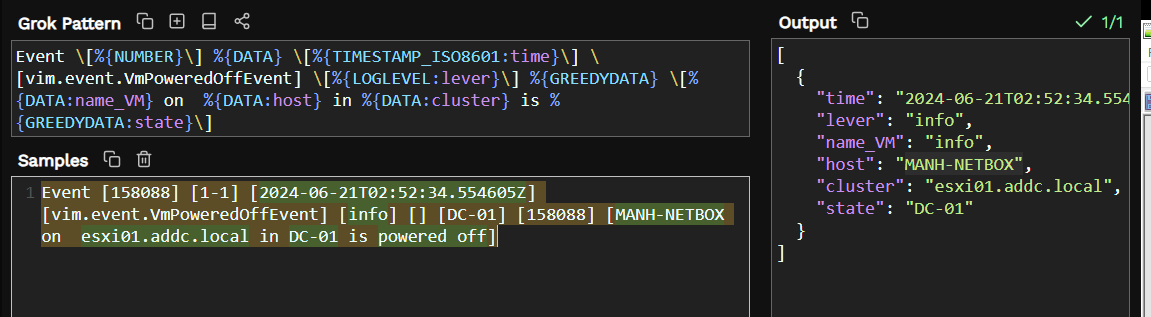 Grok Pattern
Output
1/1
Event \[%{NUMBER}\] %{DATA} \[%{TIMESTAMP_ISO8601:time}\] \
[vim.event.VmPoweredOffEvent] \[%{LOGLEVEL:lever}\] %{GREEDYDATA} \[%
{DATA:name_VM} on  %{DATA:host} in %{DATA:cluster} is %
{GREEDYDATA:state}\]
Samples
1
Event [158088] [1-1] [2024-06-21T02:52:34.554605Z]
[vim.event.VmPoweredOffEvent] [info] [] [DC-01] [158088] [MANH-NETBOX
on  esxi01.addc.local in DC-01 is powered off]
[
{
"time": "2024-06-21T02:52:34.554
"lever": "info",
"name_VM": "info",
"host": "MANH-NETBOX",
"cluster": "esxi01.addc.local",
"state": "DC-01"
}
]